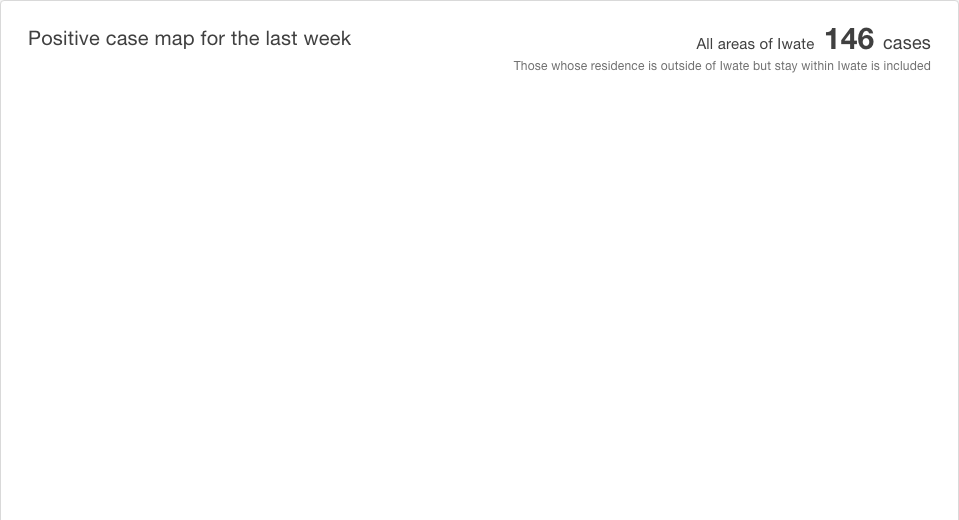 Positive case map for the last week
All areas of Iwate 146 cases
Those whose residence is outside of Iwate but stay within Iwate is included